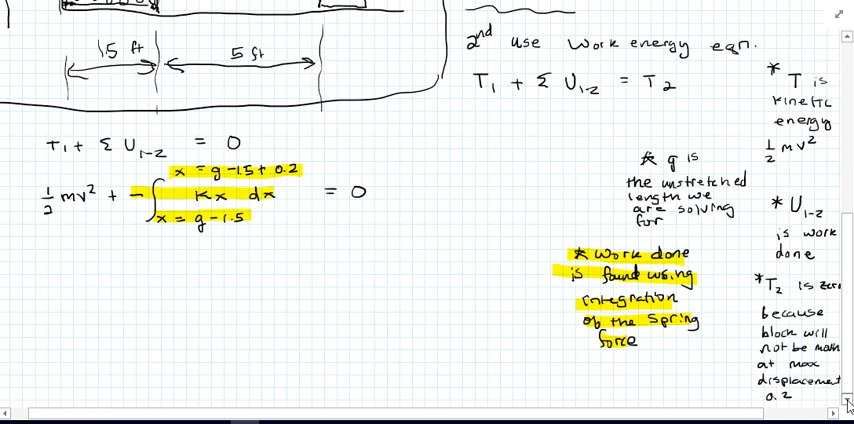 1.5 ft
5 ft
T₁ + Σ U₁₋₂ = 0
x = g -1.5 + 0.2
½ mv² + - ∫ Kx dx = 0
x = g - 1.5
2nd use work energy eqn.
T₁ + Σ U₁₋₂ = T₂
* g is
the unstretched
length we
are solving
for
* work done
is found using
integration
of the spring
force
* T is
kinetic
energy
½ mv²
* U₁₋₂
is work
done
* T₂ is zero
because
block will
not be
at max
displacement
0.2